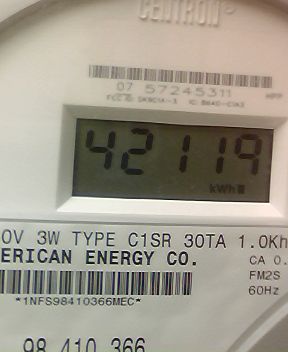 CENTRON
07 57245311
42119
kWh
0V 3W TYPE C1SR 30TA 1.0Kh
ERICAN ENERGY CO.
CA 0.
FM2S
60Hz
*1NFS98410366MEC*
98 410 366